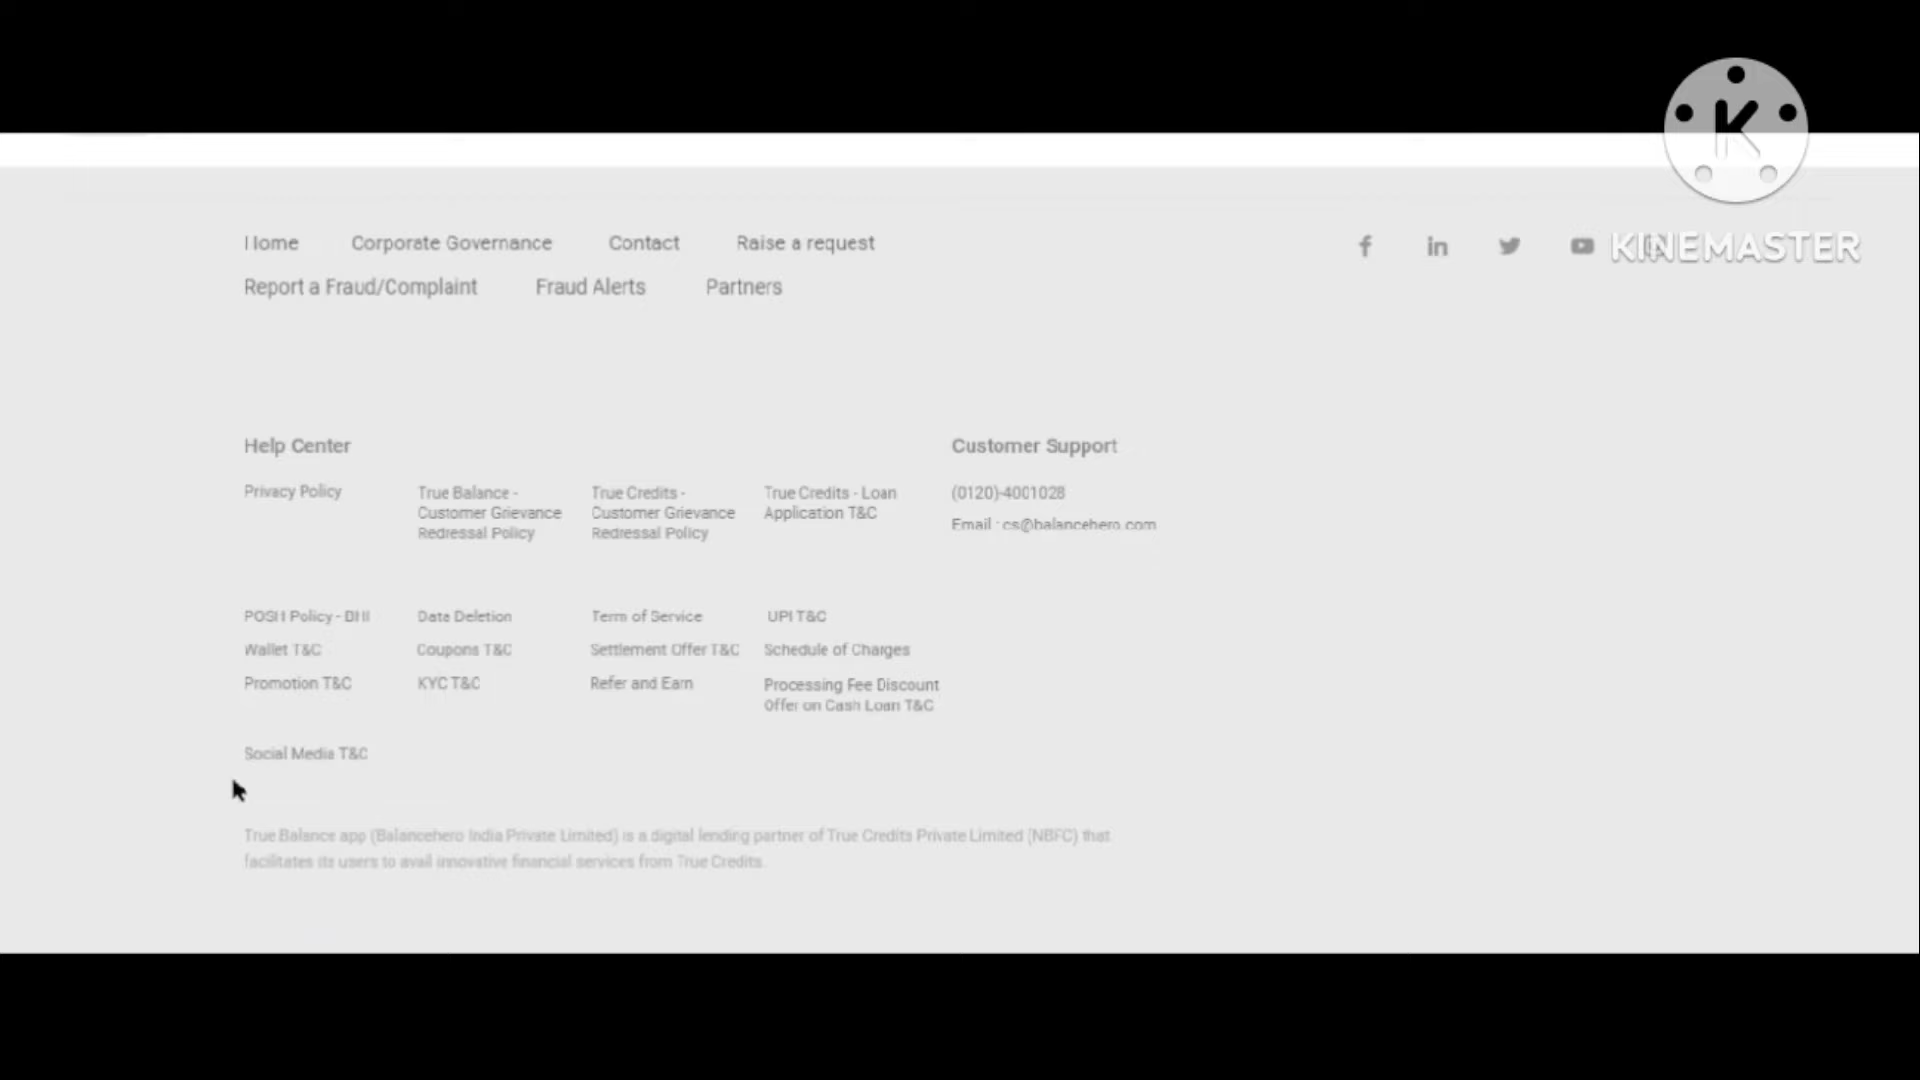 K
KINEMASTER
Home Corporate Governance Contact Raise a request
Report a Fraud/Complaint Fraud Alerts Partners
Help Center
Privacy Policy
True Balance -
Customer Grievance
Redressal Policy
True Credits -
Customer Grievance
Redressal Policy
True Credits - Loan
Application T&C
Customer Support
(0120)-4001028
Email : cs@balancehero.com
POSH Policy - BHI Data Deletion Term of Service UPI T&C
Wallet T&C Coupons T&C Settlement Offer T&C Schedule of Charges
Promotion T&C KYC T&C Refer and Earn Processing Fee Discount
Offer on Cash Loan T&C
Social Media T&C
True Balance app (Balancehero India Private Limited) is a digital lending partner of True Credits Private Limited (NBFC) that
facilitates its users to avail innovative financial services from True Credits.